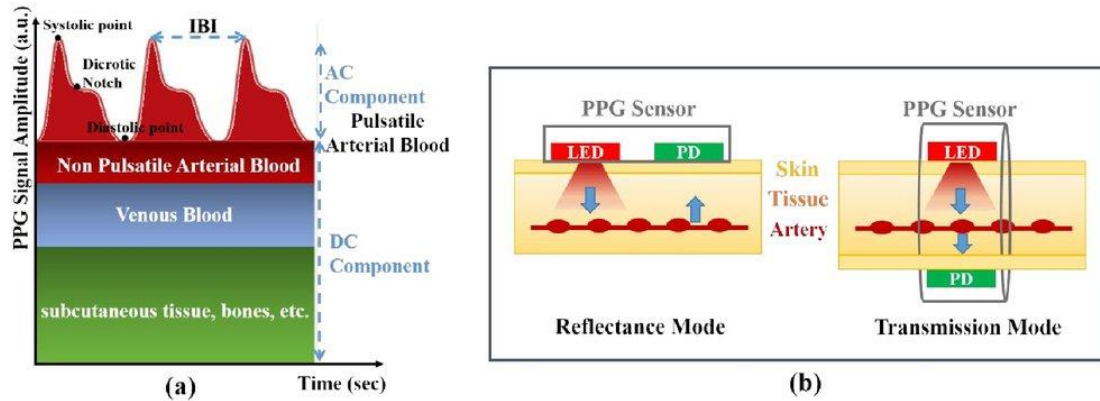 PPG Signal Amplitude (a.u.)
Systolic point
IBI
Dicrotic
Notch
Diastolic point
AC
Component
Pulsatile
Arterial Blood
Non Pulsatile Arterial Blood
Venous Blood
DC
Component
subcutaneous tissue, bones, etc.
Time (sec)
(a)
PPG Sensor
LED
PD
Skin
Tissue
Artery
Reflectance Mode
PPG Sensor
LED
PD
Transmission Mode
(b)